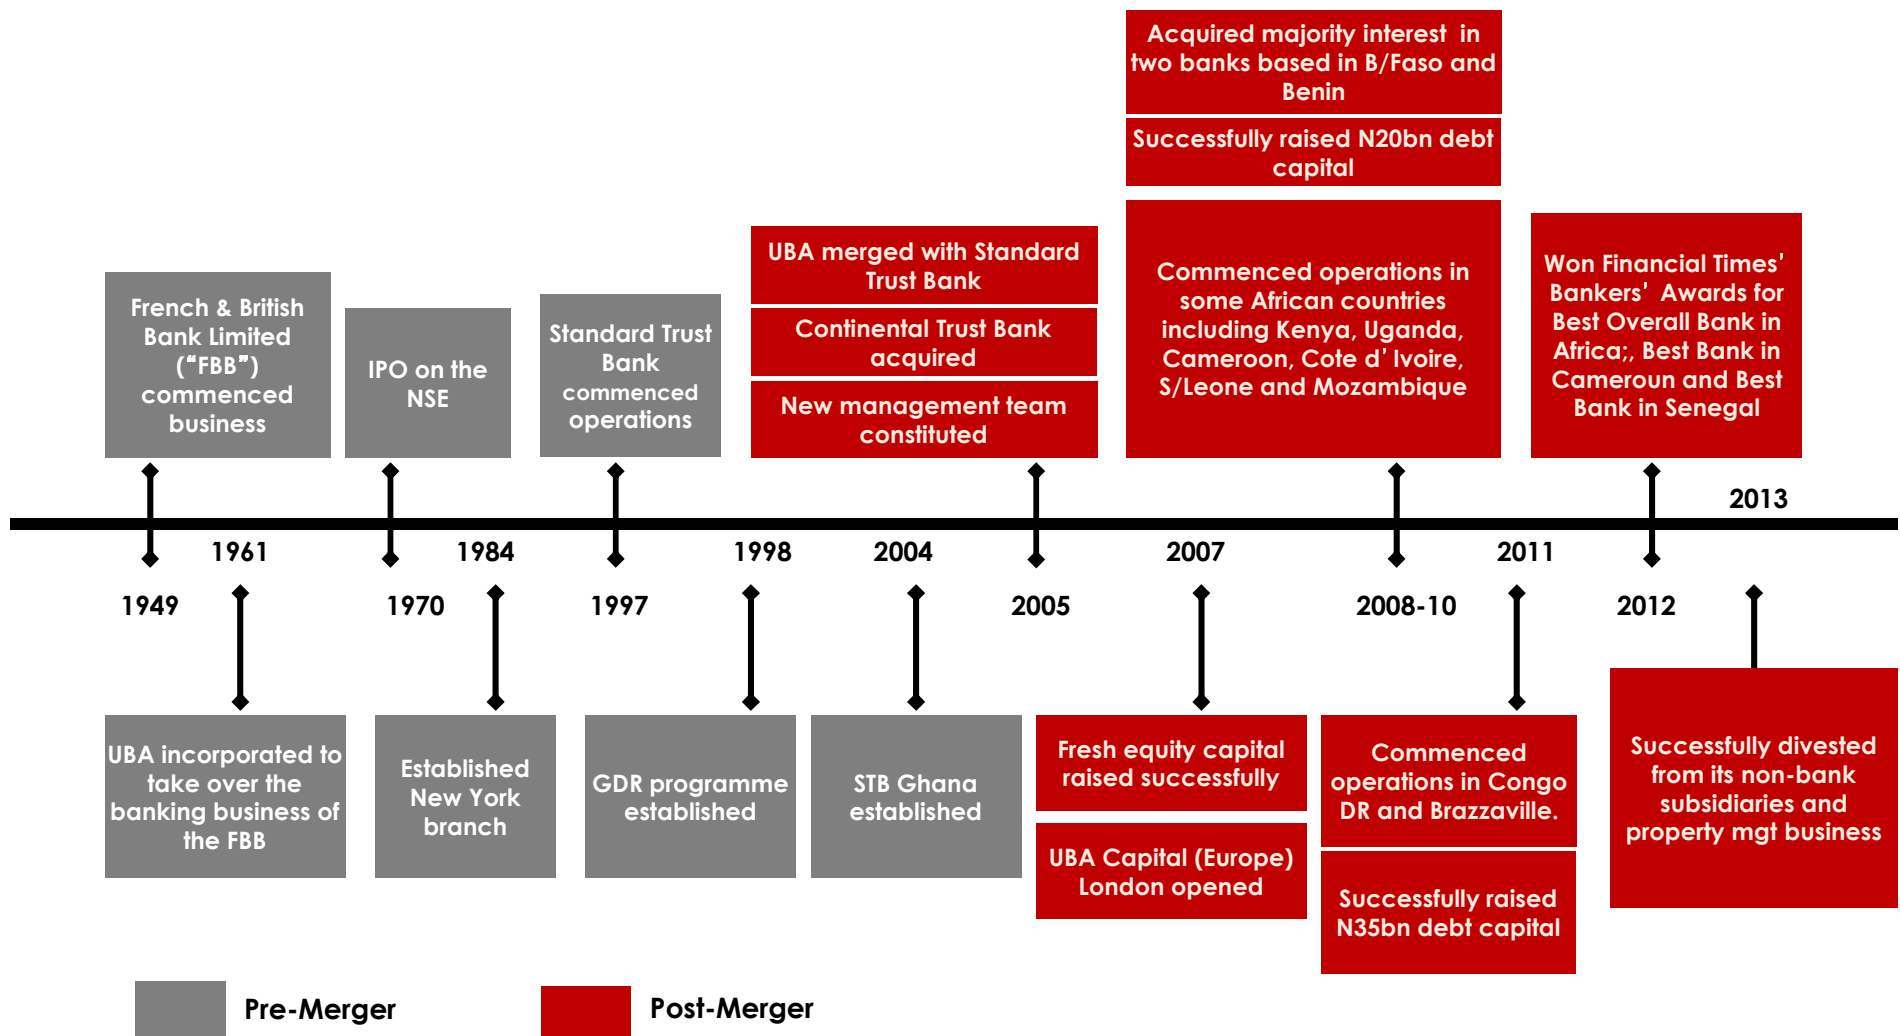 Acquired majority interest in
two banks based in B/Faso and
Benin
Successfully raised N20bn debt
capital
French & British
Bank Limited
(“FBB”)
commenced
business
IPO on the
NSE
Standard Trust
Bank
commenced
operations
UBA merged with Standard
Trust Bank
Continental Trust Bank
acquired
New management team
constituted
Commenced operations in
some African countries
including Kenya, Uganda,
Cameroon, Cote d’ Ivoire,
S/Leone and Mozambique
Won Financial Times’
Bankers’ Awards for
Best Overall Bank in
Africa;, Best Bank in
Cameroun and Best
Bank in Senegal
2013
1961
1984
1998
2004
2007
2011
1949
1970
1997
2005
2008-10
2012
UBA incorporated to
take over the
banking business of
the FBB
Established
New York
branch
GDR programme
established
STB Ghana
established
Fresh equity capital
raised successfully
UBA Capital (Europe)
London opened
Commenced
operations in Congo
DR and Brazzaville.
Successfully raised
N35bn debt capital
Successfully divested
from its non-bank
subsidiaries and
property mgt business
Pre-Merger
Post-Merger